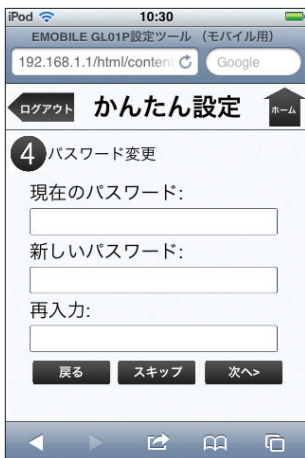 iPod 10:30
EMOBILE GL01P設定ツール （モバイル用）
192.168.1.1/html/content Google
ログアウト かんたん設定 ホーム
4 パスワード変更
現在のパスワード:
新しいパスワード:
再入力:
戻る スキップ 次へ>